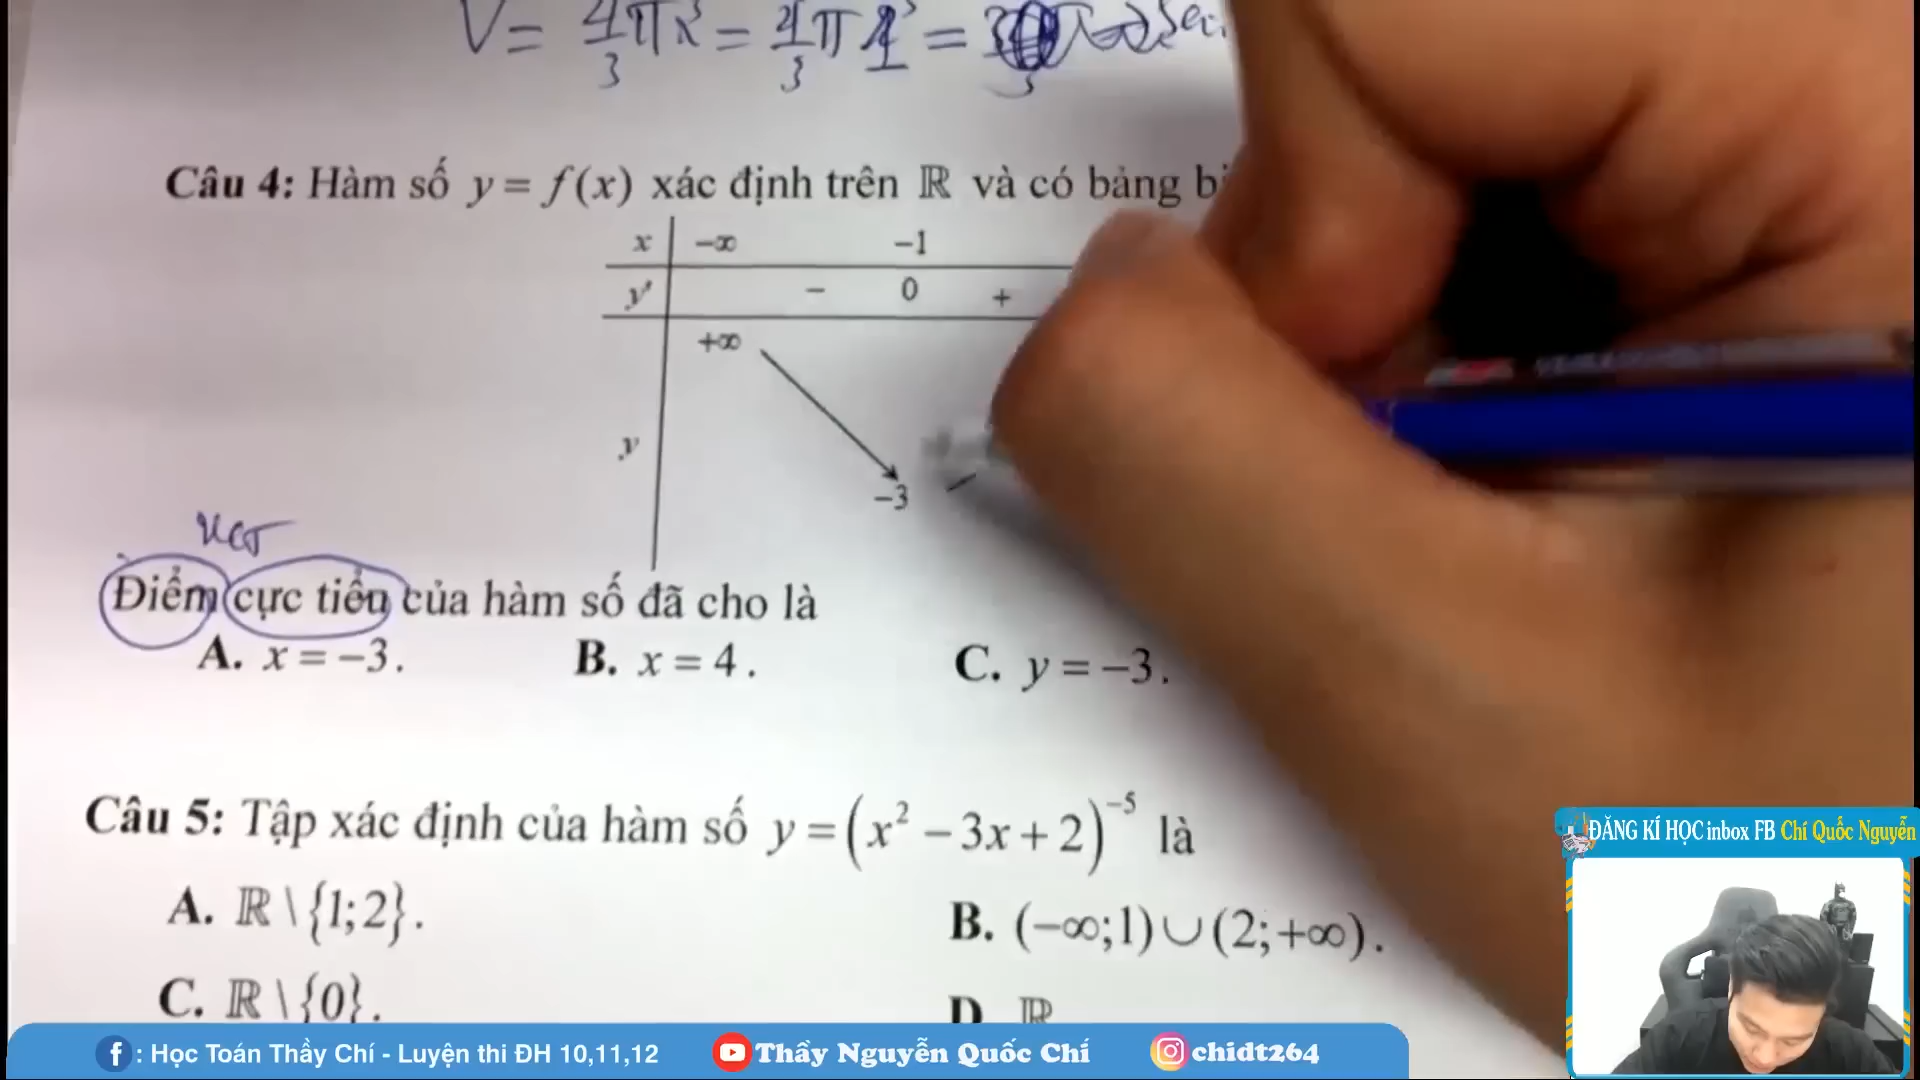 V = 4/3 πR³ = 4/3 π
Câu 4: Hàm số y = f(x) xác định trên ℝ và có bảng
x −∞ −1
y' − 0 +
+∞
y
−3
Điểm cực tiểu của hàm số đã cho là
A. x = −3. B. x = 4. C. y = −3.
Câu 5: Tập xác định của hàm số y = (x² − 3x + 2)⁻⁵ là
A. ℝ \ {1;2}. B. (−∞;1) ∪ (2;+∞).
C. ℝ \ {0}. D. ℝ
ĐĂNG KÍ HỌC inbox FB Chí Quốc Nguyễn
: Học Toán Thầy Chí - Luyện thi ĐH 10,11,12 Thầy Nguyễn Quốc Chí chidt264